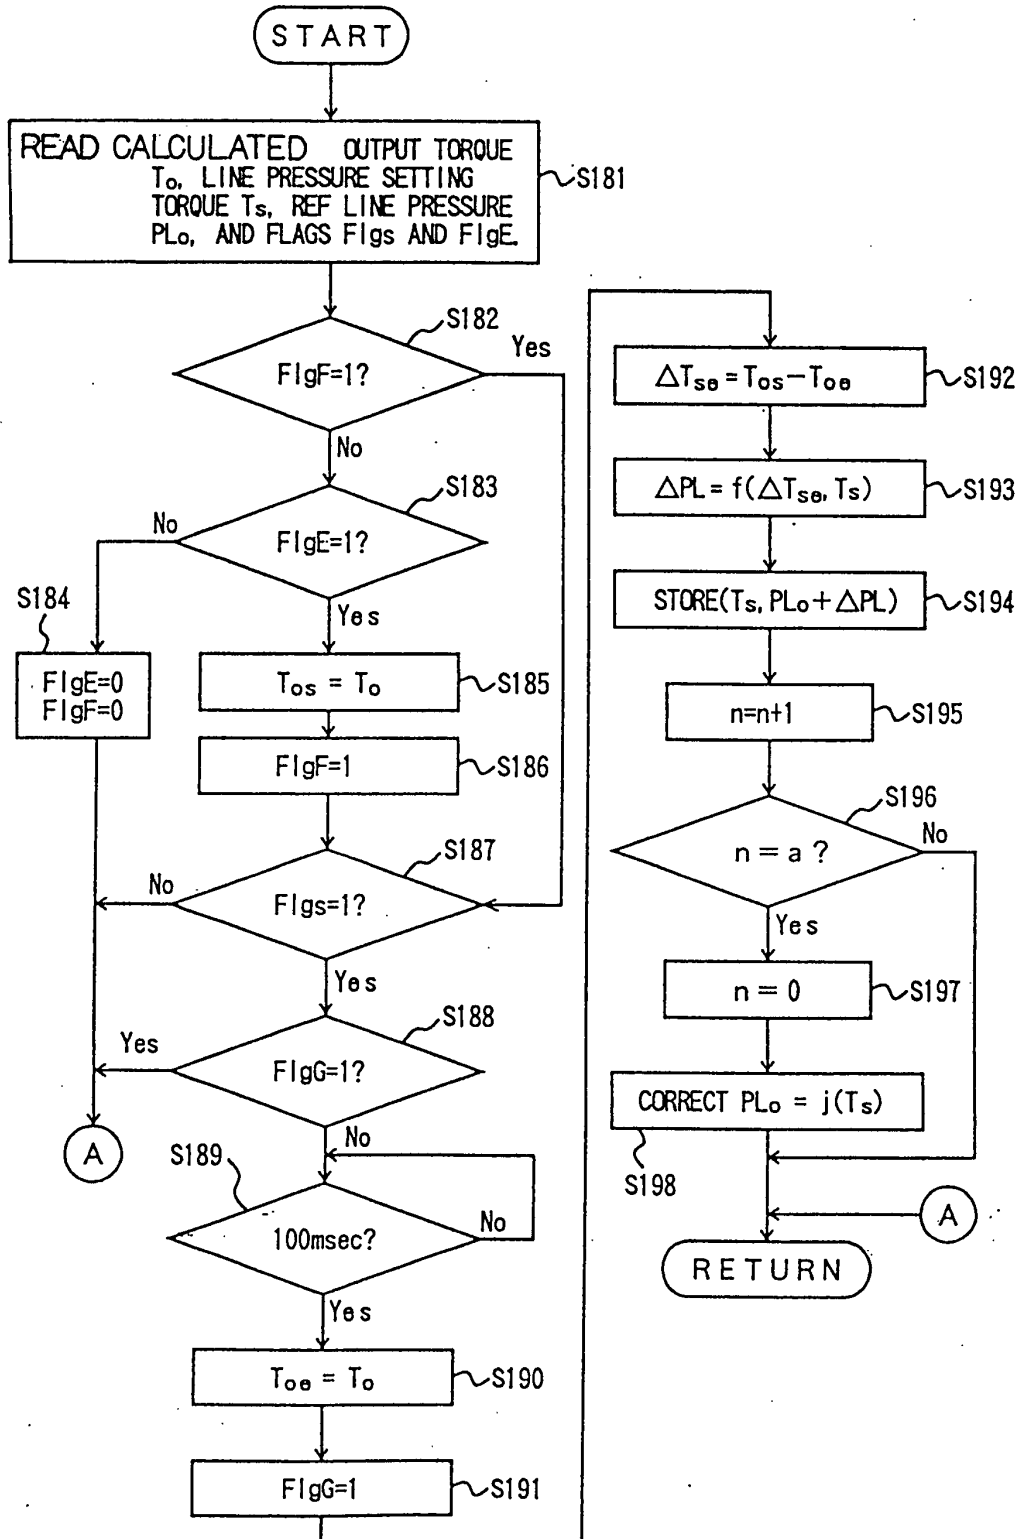 START
READ CALCULATED OUTPUT TORQUE
To, LINE PRESSURE SETTING
TORQUE Ts, REF LINE PRESSURE
PLo, AND FLAGS Flgs AND FlgE.
S181
S182
FlgF=1?
Yes
No
S183
FlgE=1?
No
Yes
S184
FlgE=0
FlgF=0
Tos = To
S185
FlgF=1
S186
S187
Flgs=1?
No
Yes
S188
FlgG=1?
Yes
No
A
S189
100msec?
No
Yes
Toe = To
S190
FlgG=1
S191
△Tse = Tos − Toe
S192
△PL = f(△Tse, Ts)
S193
STORE(Ts, PLo + △PL)
S194
n=n+1
S195
S196
n = a ?
No
Yes
n = 0
S197
CORRECT PLo = j(Ts)
S198
A
RETURN